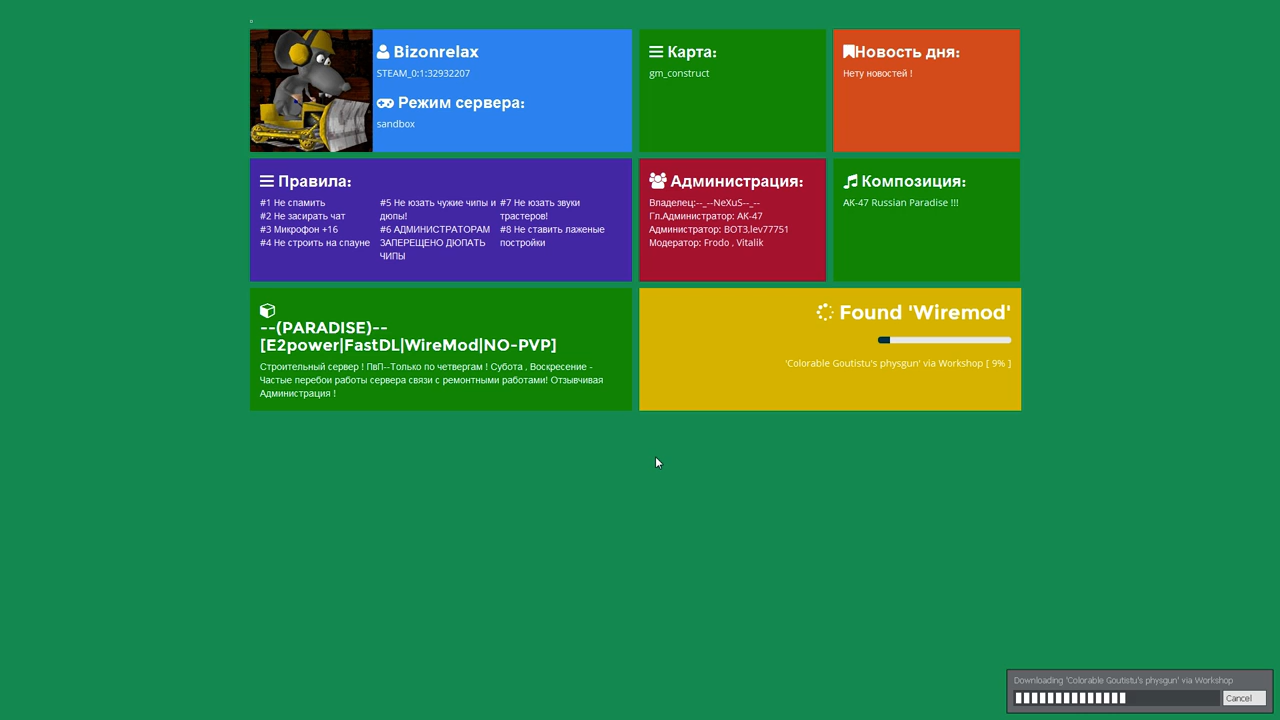 Bizonrelax
STEAM_0:1:32932207
Режим сервера:
sandbox
Карта:
gm_construct
Новость дня:
Нету новостей !
Правила:
#1 Не спамить
#2 Не засирать чат
#3 Микрофон +16
#4 Не строить на спауне
#5 Не юзать чужие чипы и
дюпы!
#6 АДМИНИСТРАТОРАМ
ЗАПЕРЕЩЕНО ДЮПАТЬ
ЧИПЫ
#7 Не юзать звуки
трастеров!
#8 Не ставить лаженые
постройки
Администрация:
Владелец:--_--NeXuS--_--
Гл.Администратор: AK-47
Администратор: BOT3,lev77751
Модератор: Frodo , Vitalik
Композиция:
AK-47 Russian Paradise !!!
--(PARADISE)--
[E2power|FastDL|WireMod|NO-PVP]
Строительный сервер ! ПвП--Только по четвергам ! Субота , Воскресение -
Частые перебои работы сервера связи с ремонтными работами! Отзывчивая
Администрация !
Found 'Wiremod'
'Colorable Goutistu's physgun' via Workshop [ 9% ]
Downloading 'Colorable Goutistu's physgun' via Workshop
Cancel